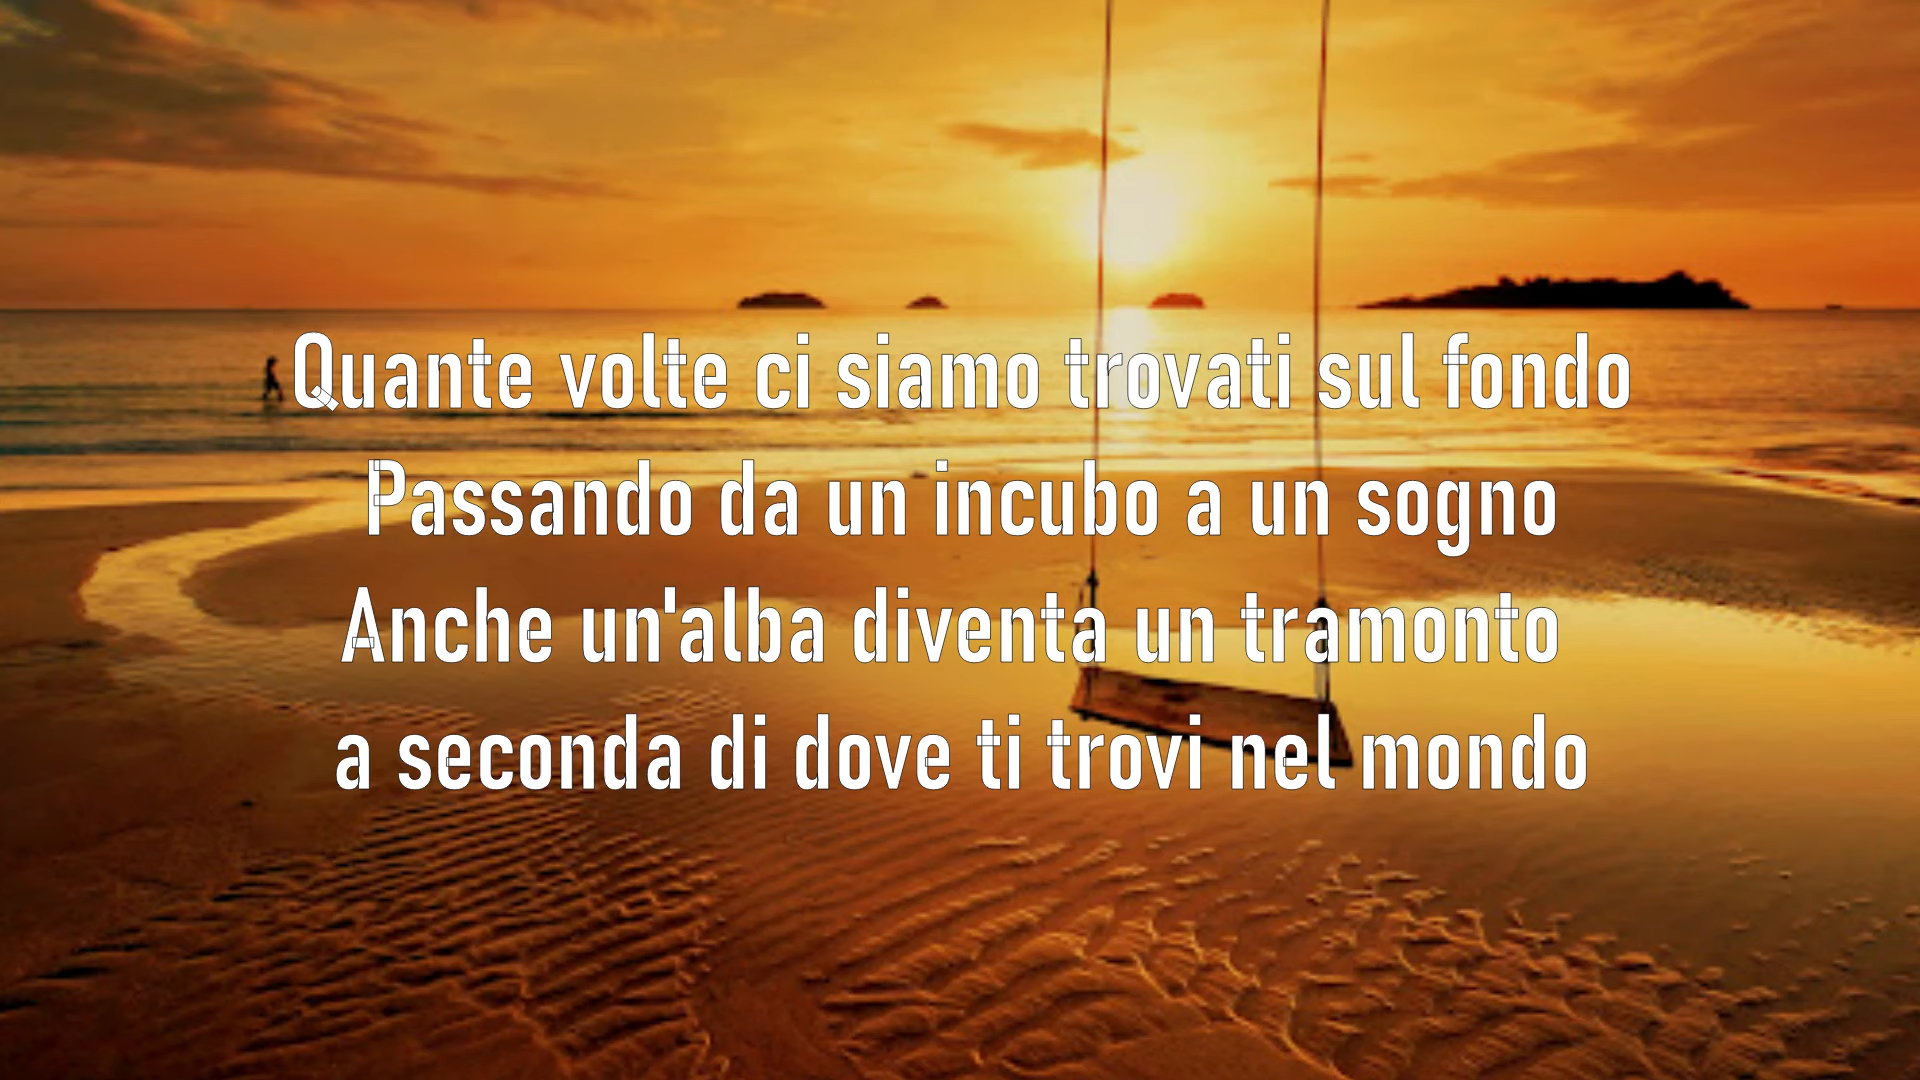 Quante volte ci siamo trovati sul fondo
Passando da un incubo a un sogno
Anche un'alba diventa un tramonto
a seconda di dove ti trovi nel mondo